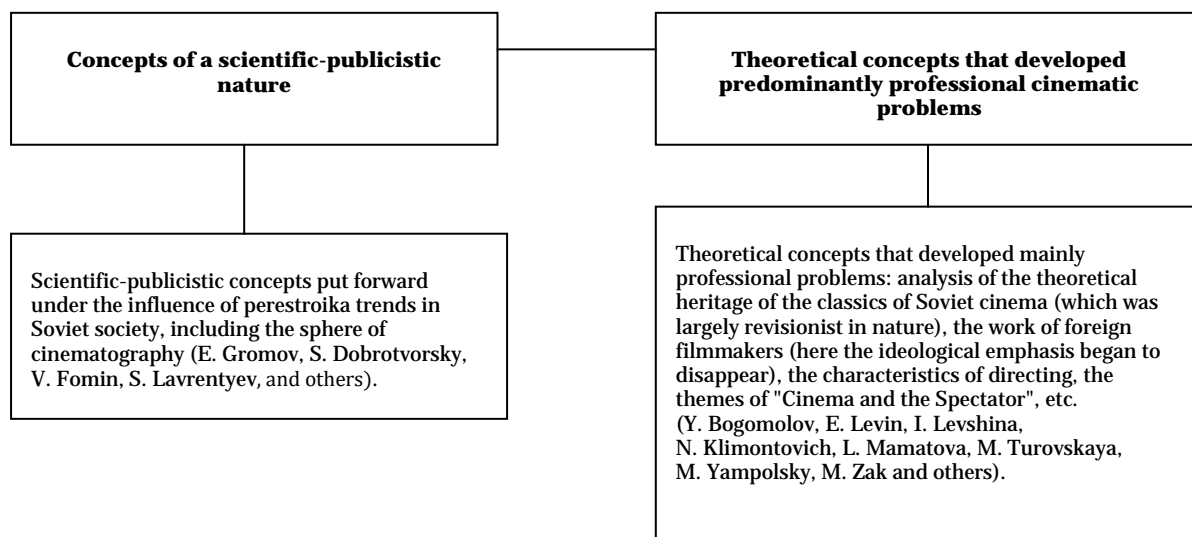 Concepts of a scientific-publicistic
nature
Theoretical concepts that developed
predominantly professional cinematic
problems
Scientific-publicistic concepts put forward
under the influence of perestroika trends in
Soviet society, including the sphere of
cinematography (E. Gromov, S. Dobrotvorsky,
V. Fomin, S. Lavrentyev, and others).
Theoretical concepts that developed mainly
professional problems: analysis of the theoretical
heritage of the classics of Soviet cinema (which was
largely revisionist in nature), the work of foreign
filmmakers (here the ideological emphasis began to
disappear), the characteristics of directing, the
themes of "Cinema and the Spectator", etc.
(Y. Bogomolov, E. Levin, I. Levshina,
N. Klimontovich, L. Mamatova, M. Turovskaya,
M. Yampolsky, M. Zak and others).